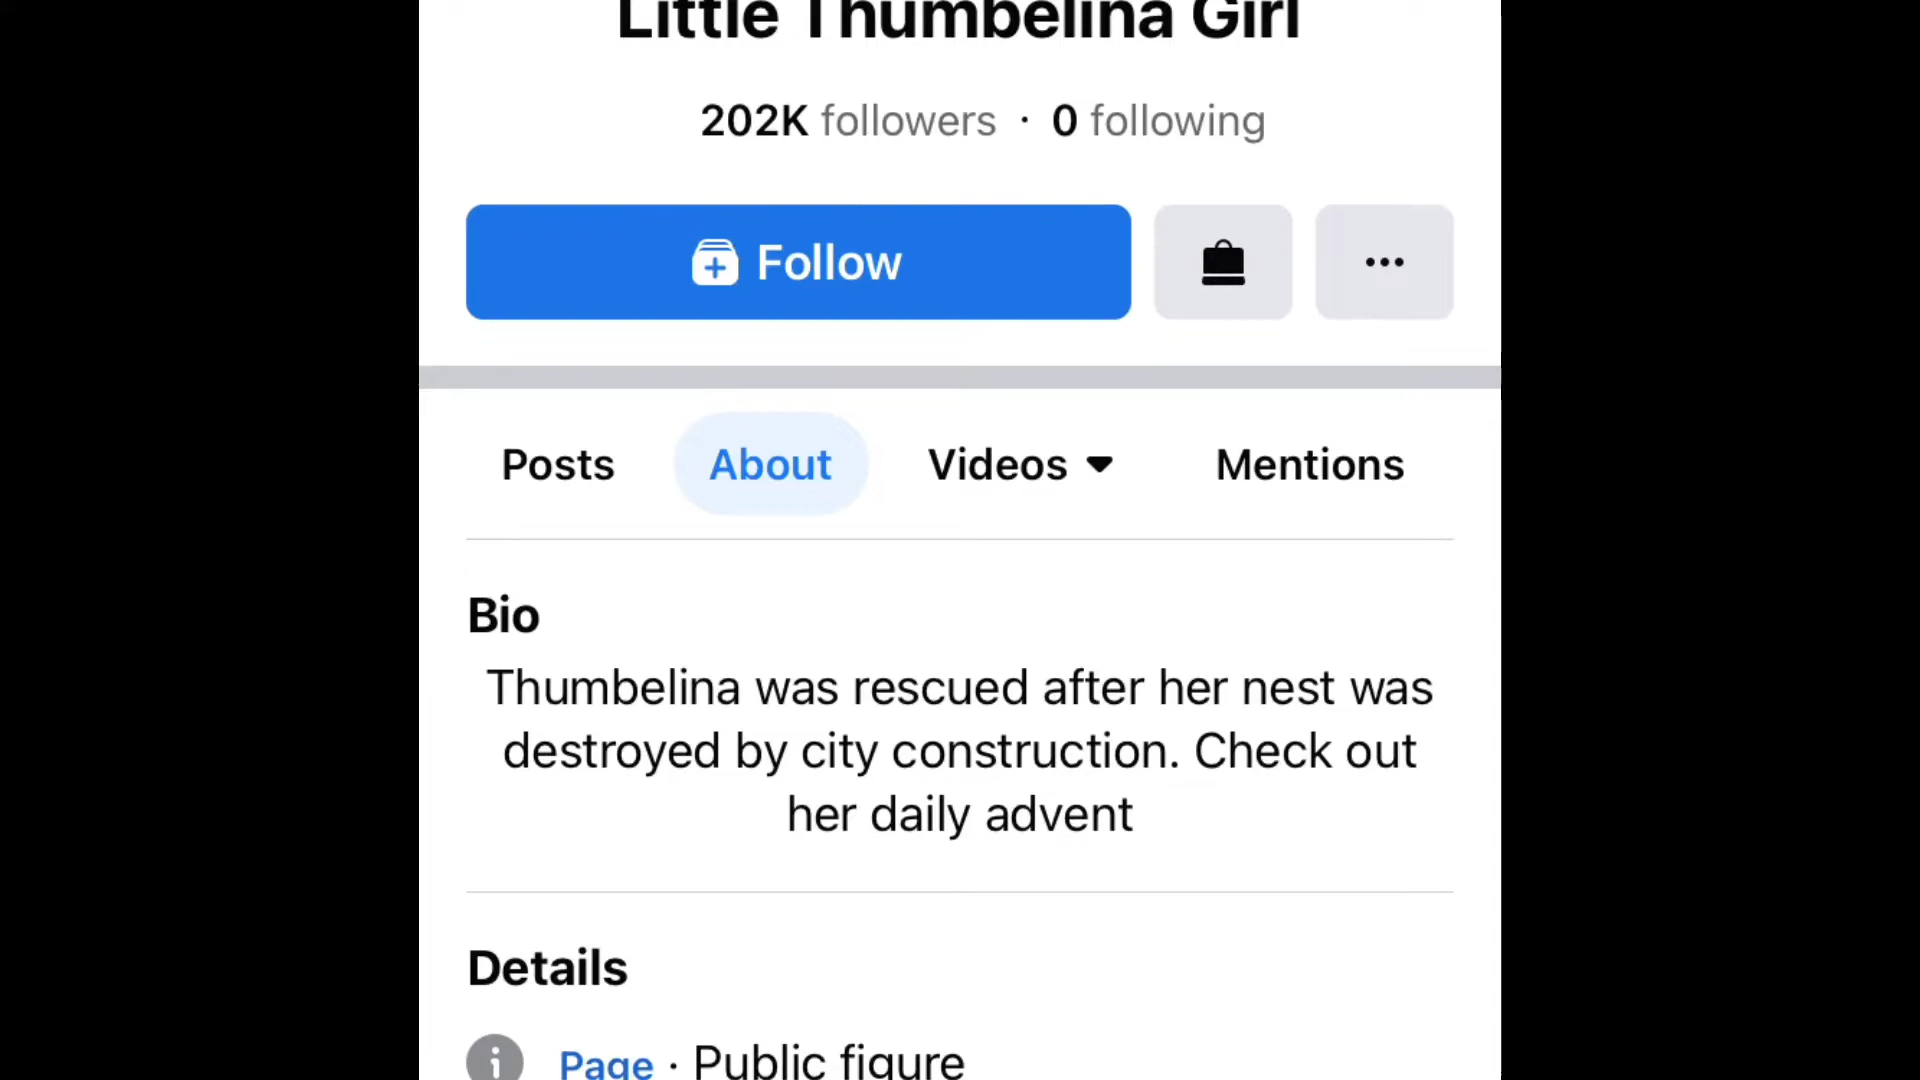 Little Thumbelina Girl
202K followers · 0 following
Follow
Posts About Videos Mentions
Bio
Thumbelina was rescued after her nest was
destroyed by city construction. Check out
her daily advent
Details
Page · Public figure